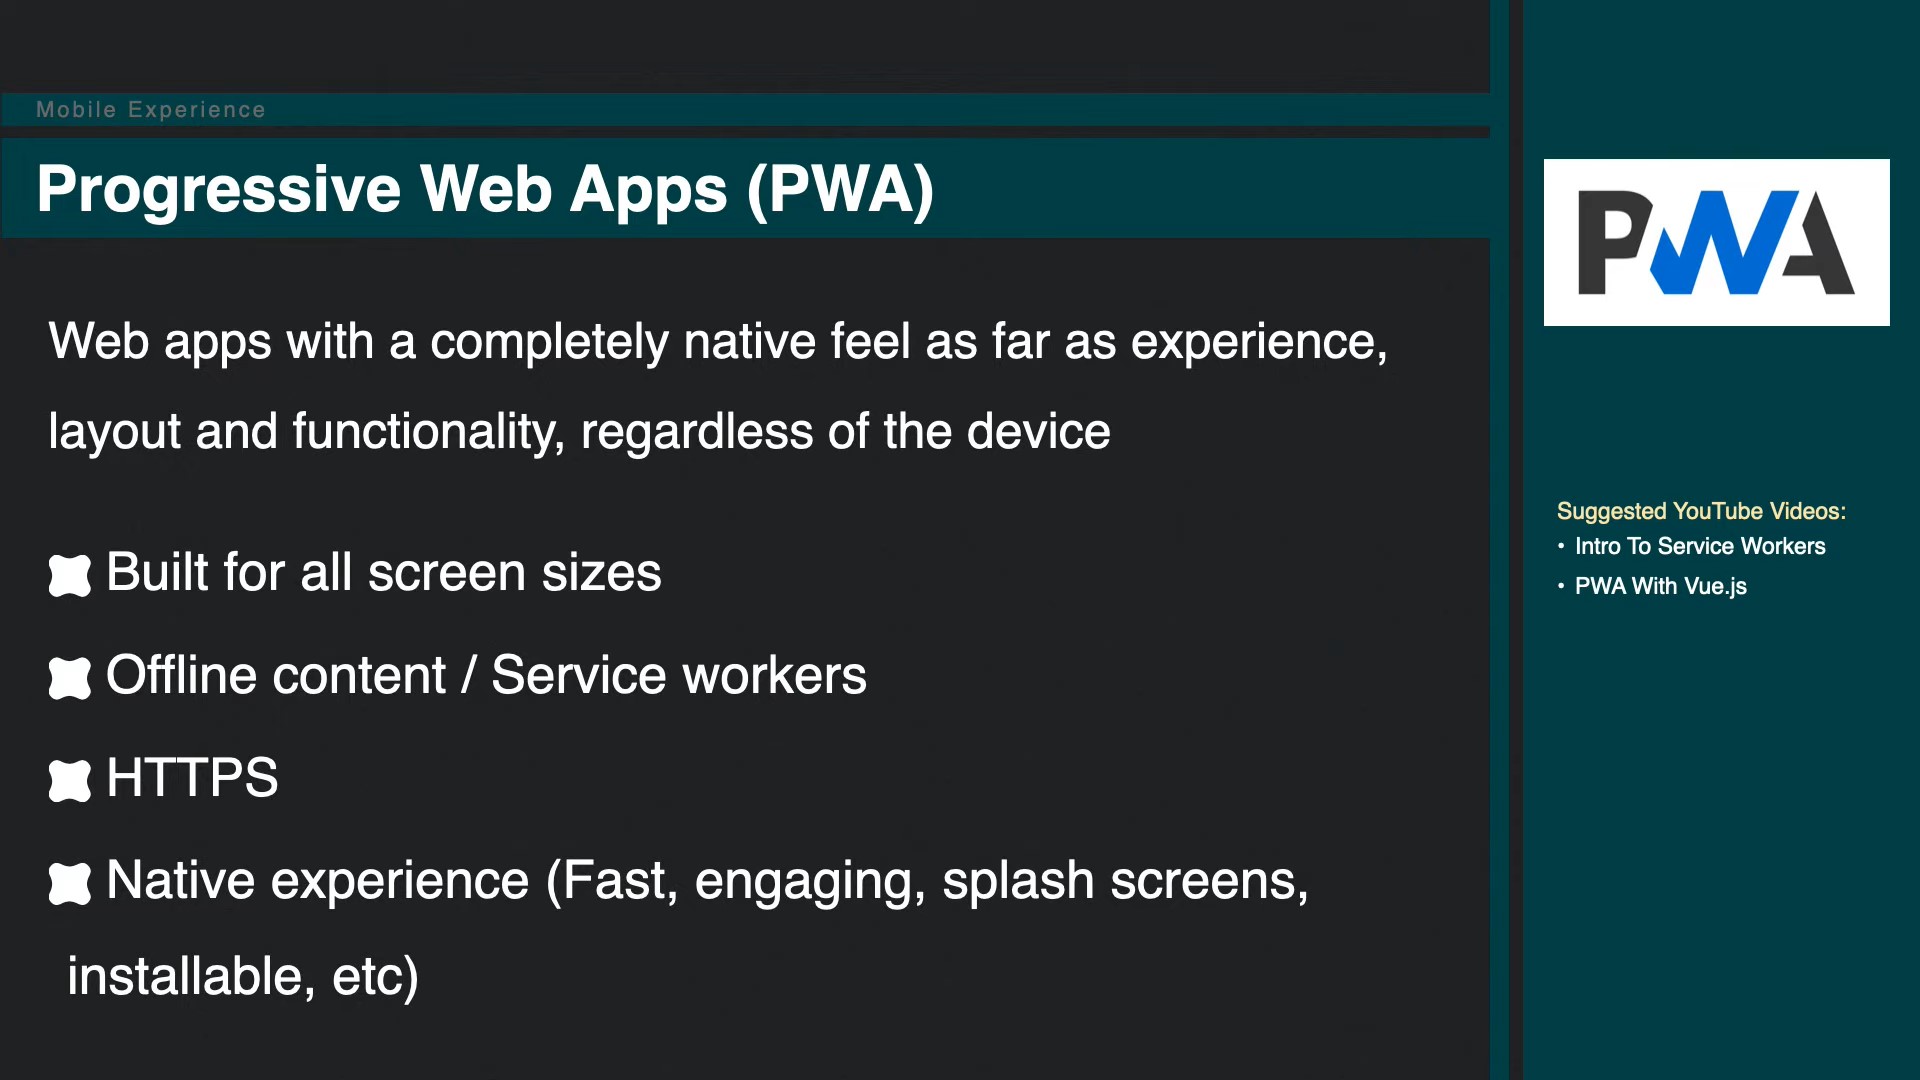 Mobile Experience
Progressive Web Apps (PWA)
Web apps with a completely native feel as far as experience,
layout and functionality, regardless of the device
Built for all screen sizes
Offline content / Service workers
HTTPS
Native experience (Fast, engaging, splash screens,
installable, etc)
PWA
Suggested YouTube Videos:
• Intro To Service Workers
• PWA With Vue.js